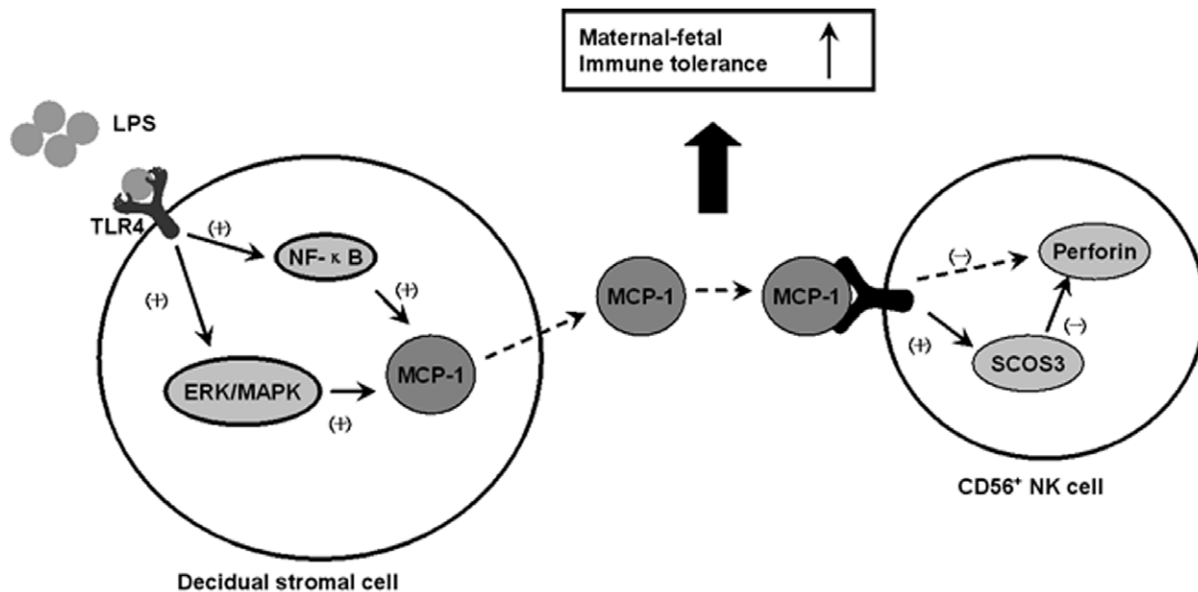 Maternal-fetal
Immune tolerance
LPS
TLR4
(+)
NF-κB
(+)
(+)
MCP-1
ERK/MAPK
(+)
MCP-1
MCP-1
(−)
Perforin
(+)
(−)
SCOS3
CD56⁺ NK cell
Decidual stromal cell